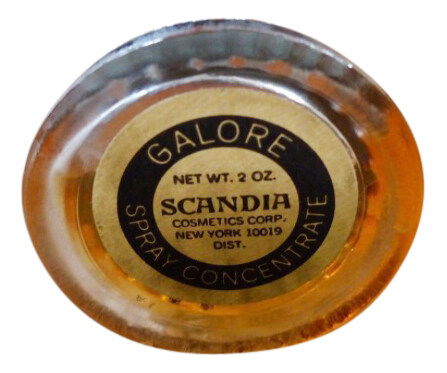 GALORE
NET WT. 2 OZ.
SCANDIA
COSMETICS CORP.
NEW YORK 10019
DIST.
SPRAY CONCENTRATE